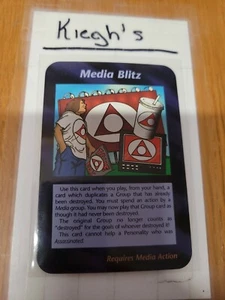 Kiegh's
Media Blitz
Use this card when you play, from your hand, a
card which duplicates a Group that has already
been destroyed. You must spend an action by a
Media group. You may now play that Group card as
though it had never been destroyed.
The original Group no longer counts as
"destroyed" for the goals of whoever destroyed it!
This card cannot help a Personality who was
Assassinated.
Requires Media Action